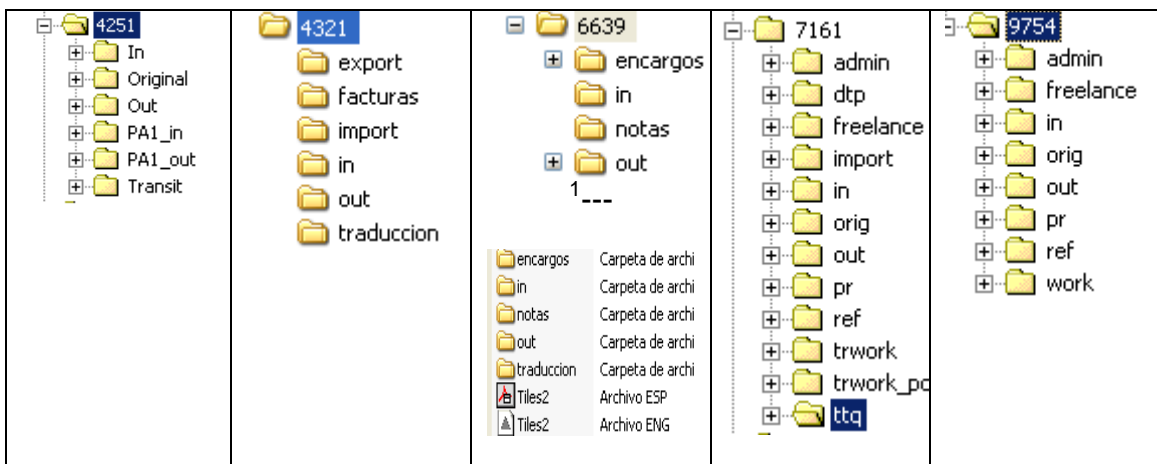 4251
In
Original
Out
PA1_in
PA1_out
Transit
4321
export
facturas
import
in
out
traduccion
6639
encargos
in
notas
out
1---
encargos Carpeta de archi
in Carpeta de archi
notas Carpeta de archi
out Carpeta de archi
traduccion Carpeta de archi
Tiles2 Archivo ESP
Tiles2 Archivo ENG
7161
admin
dtp
freelance
import
in
orig
out
pr
ref
trwork
trwork_pc
ttq
9754
admin
freelance
in
orig
out
pr
ref
work